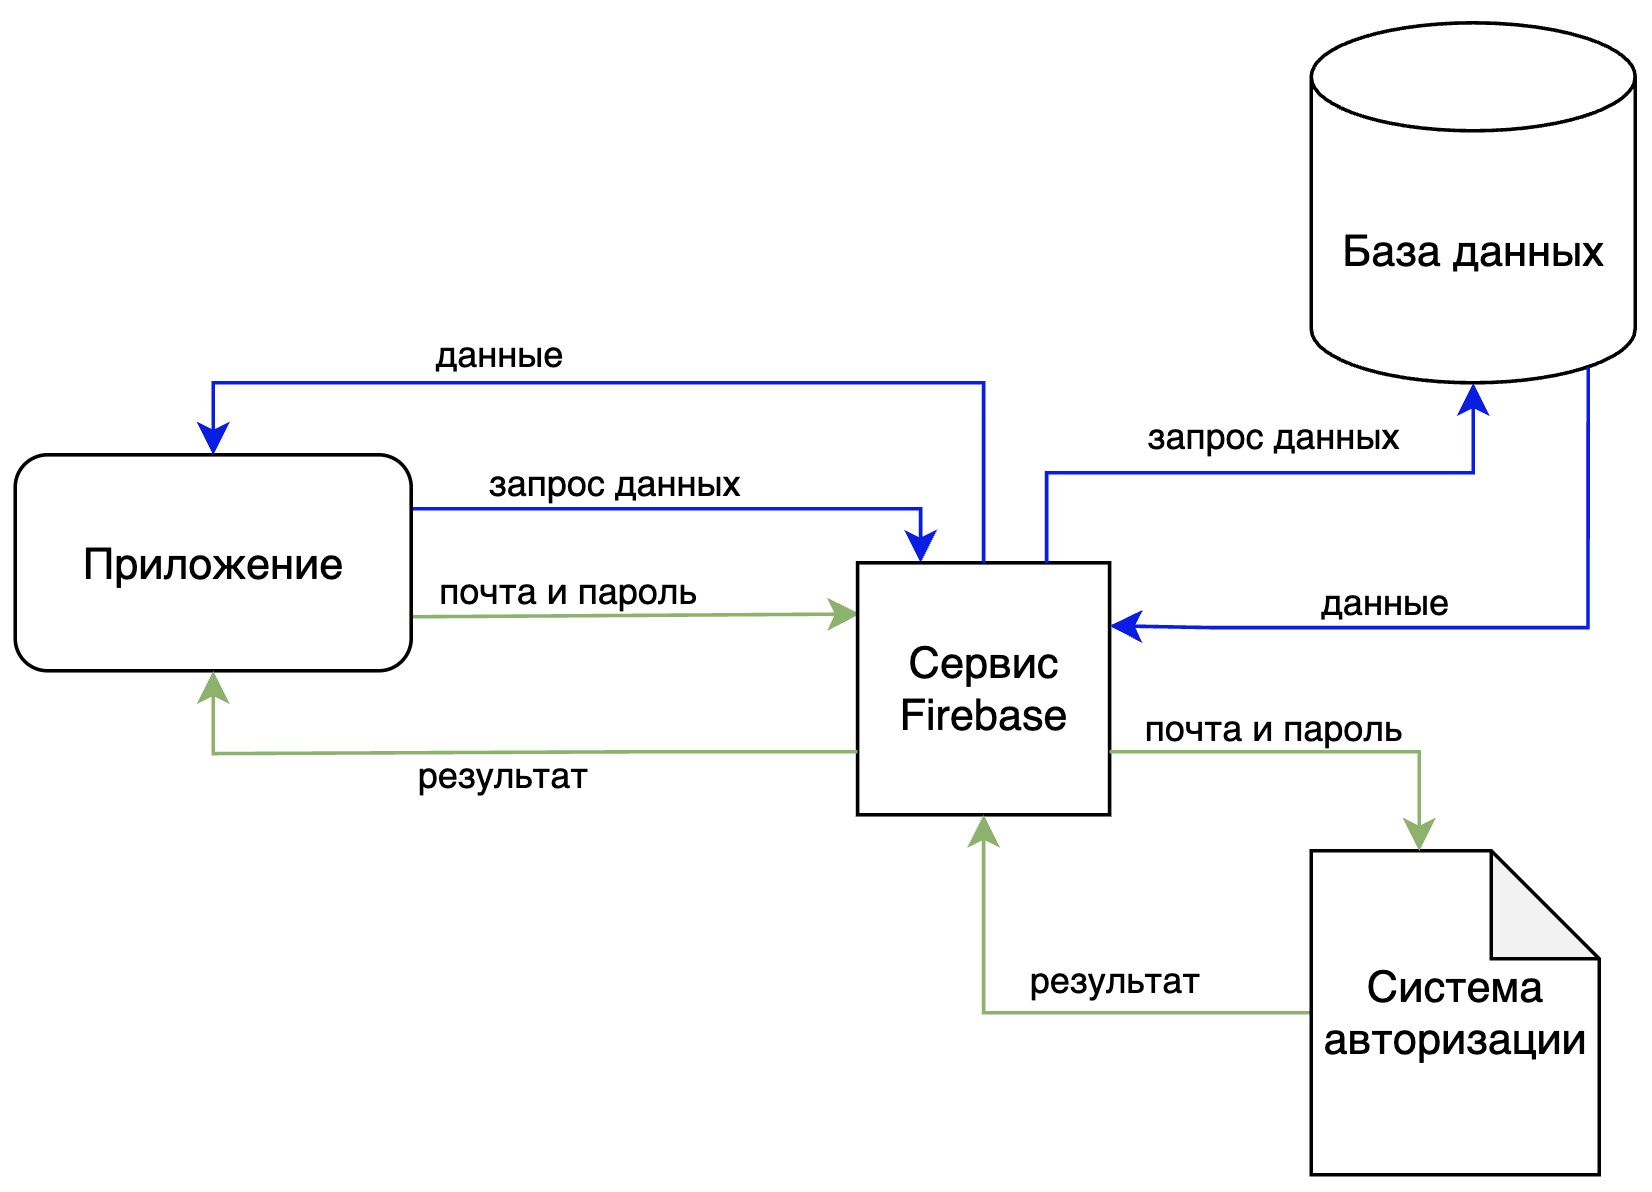 База данных
данные
запрос данных
запрос данных
Приложение
почта и пароль
данные
Сервис
Firebase
почта и пароль
результат
результат
Система
авторизации